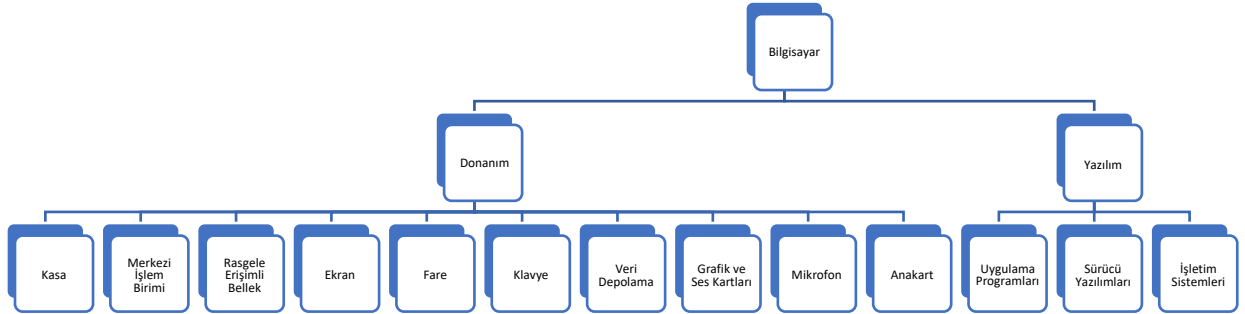 Bilgisayar
Donanım
Yazılım
Kasa
Merkezi
İşlem
Birimi
Rasgele
Erişimli
Bellek
Ekran
Fare
Klavye
Veri
Depolama
Grafik ve
Ses Kartları
Mikrofon
Anakart
Uygulama
Programları
Sürücü
Yazılımları
İşletim
Sistemleri